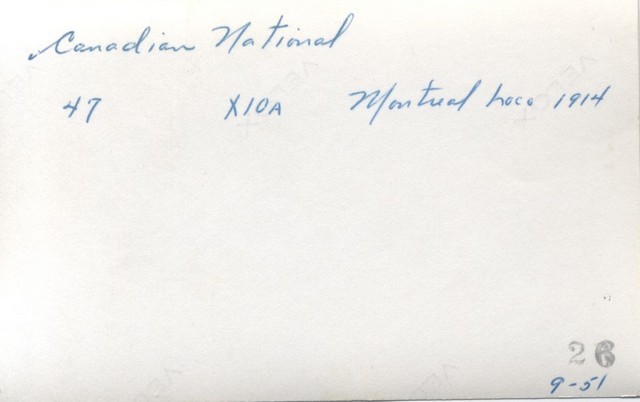 Canadian National
47 X10A Montreal Loco 1914
26
9-51